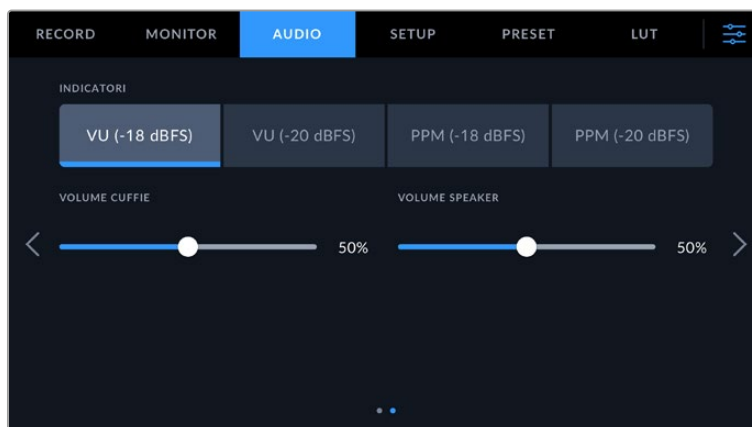 RECORD MONITOR AUDIO SETUP PRESET LUT
INDICATORI
VU (-18 dBFS) VU (-20 dBFS) PPM (-18 dBFS) PPM (-20 dBFS)
VOLUME CUFFIE VOLUME SPEAKER
50% 50%